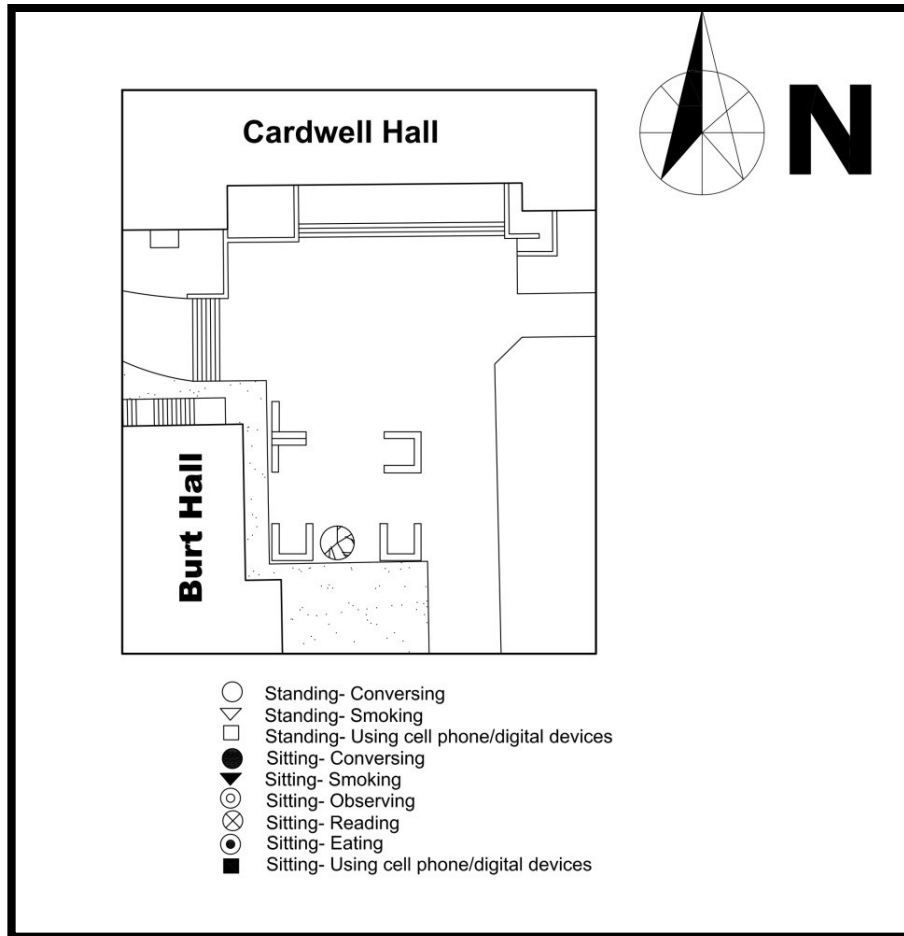 Cardwell Hall
N
Burt Hall
Standing- Conversing
Standing- Smoking
Standing- Using cell phone/digital devices
Sitting- Conversing
Sitting- Smoking
Sitting- Observing
Sitting- Reading
Sitting- Eating
Sitting- Using cell phone/digital devices